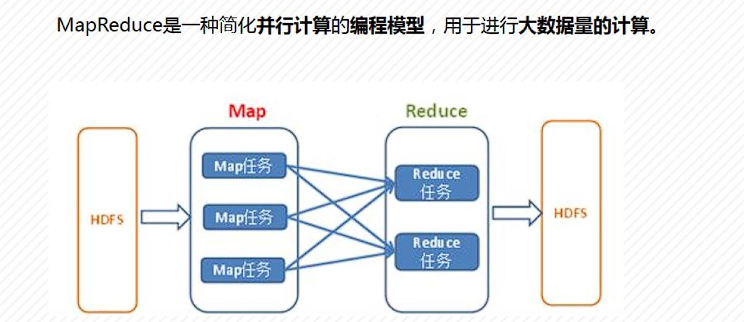 MapReduce是一种简化并行计算的编程模型，用于进行大数据量的计算。
Map
Reduce
HDFS
Map任务
Map任务
Map任务
Reduce
任务
Reduce
任务
HDFS